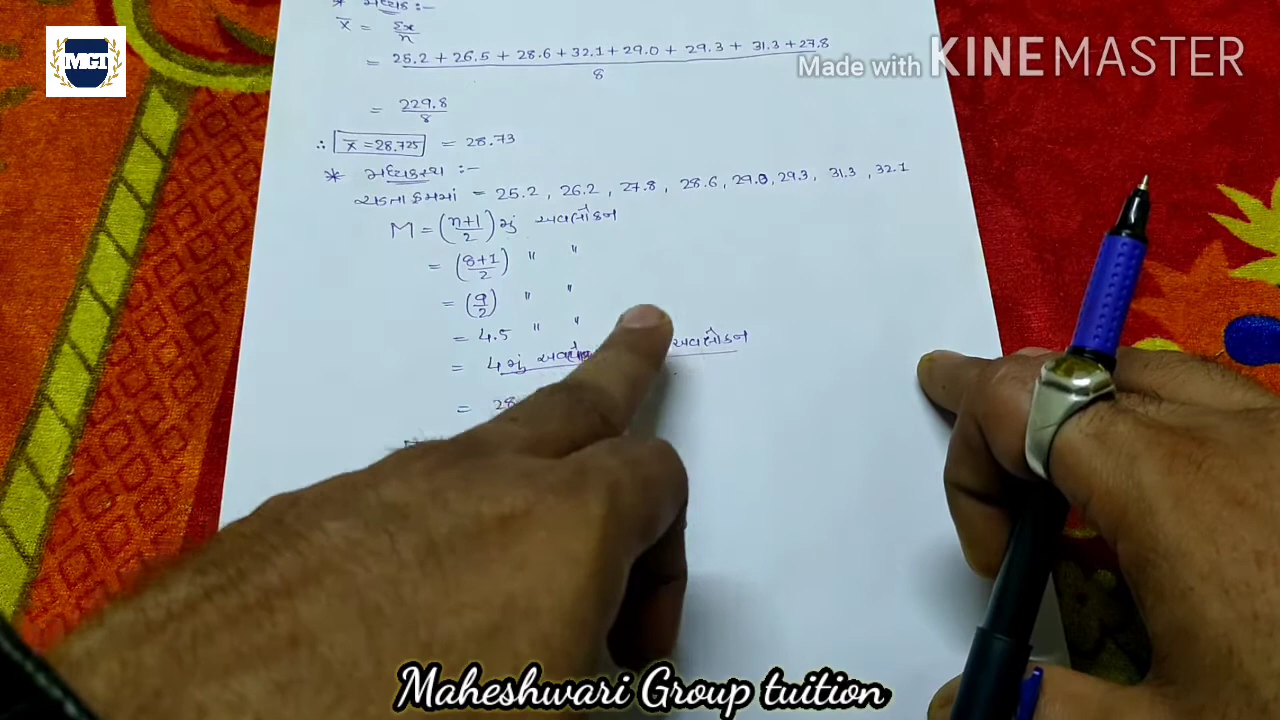 * મધ્યક :-
x̄ = Σx/n
= 25.2 + 26.5 + 28.6 + 32.1 + 29.0 + 29.3 + 31.3 + 27.8 / 8
= 229.8 / 8
∴ x̄ = 28.725 = 28.73
* મધ્યસ્થ :-
ચઢતા ક્રમમાં = 25.2 , 26.2 , 27.8 , 28.6 , 29.0 , 29.3 , 31.3 , 32.1
M = (n+1/2) મું અવલોકન
= (8+1/2) " "
= (9/2) " "
= 4.5 " "
= 4 મું અવલોકન
= 28
MGI
Made with KINEMASTER
Maheshwari Group tuition